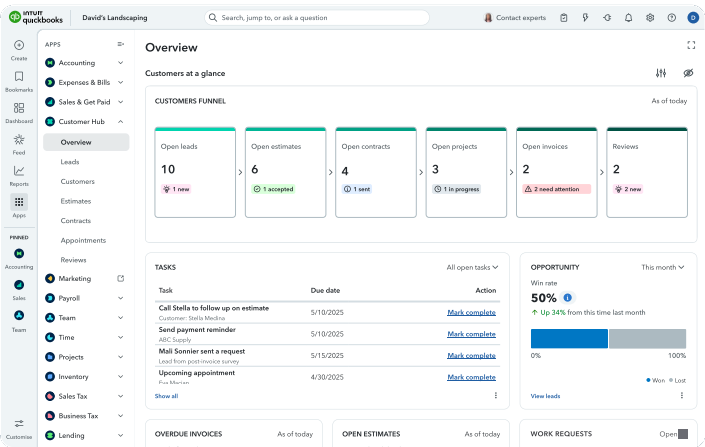 INTUIT
quickbooks
David's Landscaping
Search, jump to, or ask a question
Contact experts
D
Create
Bookmarks
Dashboard
Feed
Reports
Apps
PINNED
Accounting
Sales
Team
Customise
APPS
Accounting
Expenses & Bills
Sales & Get Paid
Customer Hub
Overview
Leads
Customers
Estimates
Contracts
Appointments
Reviews
Marketing
Payroll
Team
Time
Projects
Inventory
Sales Tax
Business Tax
Lending
Overview
Customers at a glance
CUSTOMERS FUNNEL
As of today
Open leads
10
1 new
Open estimates
6
1 accepted
Open contracts
4
1 sent
Open projects
3
1 in progress
Open invoices
2
2 need attention
Reviews
2
2 new
TASKS
All open tasks
Task Due date Action
Call Stella to follow up on estimate
Customer: Stella Medina
5/10/2025 Mark complete
Send payment reminder
ABC Supply
5/10/2025 Mark complete
Mali Sonnier sent a request
Lead from post-invoice survey
5/15/2025 Mark complete
Upcoming appointment
4/30/2025 Mark complete
Show all
OPPORTUNITY
This month
Win rate
50%
Up 34% from this time last month
0% 100%
Won Lost
View leads
OVERDUE INVOICES As of today
OPEN ESTIMATES As of today
WORK REQUESTS Open